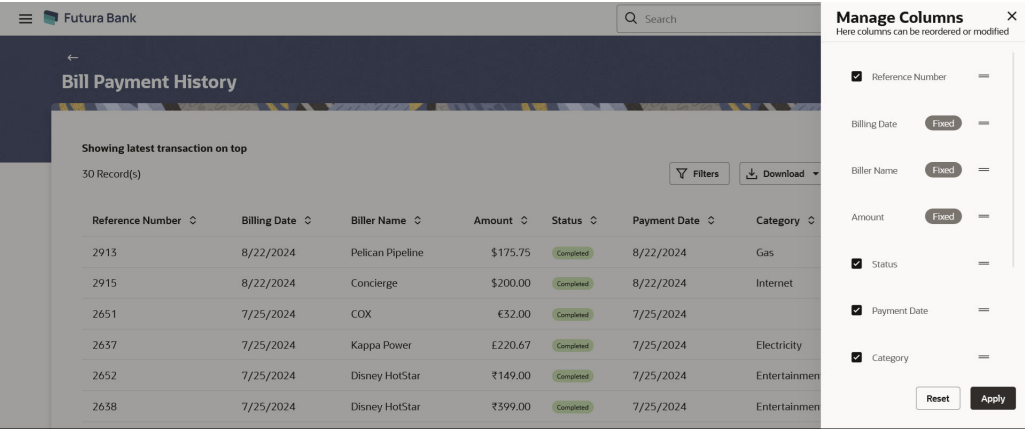 Futura Bank
Search
Bill Payment History
Showing latest transaction on top
30 Record(s)
Filters
Download
Reference Number Billing Date Biller Name Amount Status Payment Date Category
2913 8/22/2024 Pelican Pipeline $175.75 Completed 8/22/2024 Gas
2915 8/22/2024 Concierge $200.00 Completed 8/22/2024 Internet
2651 7/25/2024 COX €32.00 Completed 7/25/2024
2637 7/25/2024 Kappa Power £220.67 Completed 7/25/2024 Electricity
2652 7/25/2024 Disney HotStar ₹149.00 Completed 7/25/2024 Entertainmen
2638 7/25/2024 Disney HotStar ₹399.00 Completed 7/25/2024 Entertainmen
Manage Columns
Here columns can be reordered or modified
Reference Number
Billing Date Fixed
Biller Name Fixed
Amount Fixed
Status
Payment Date
Category
Reset Apply